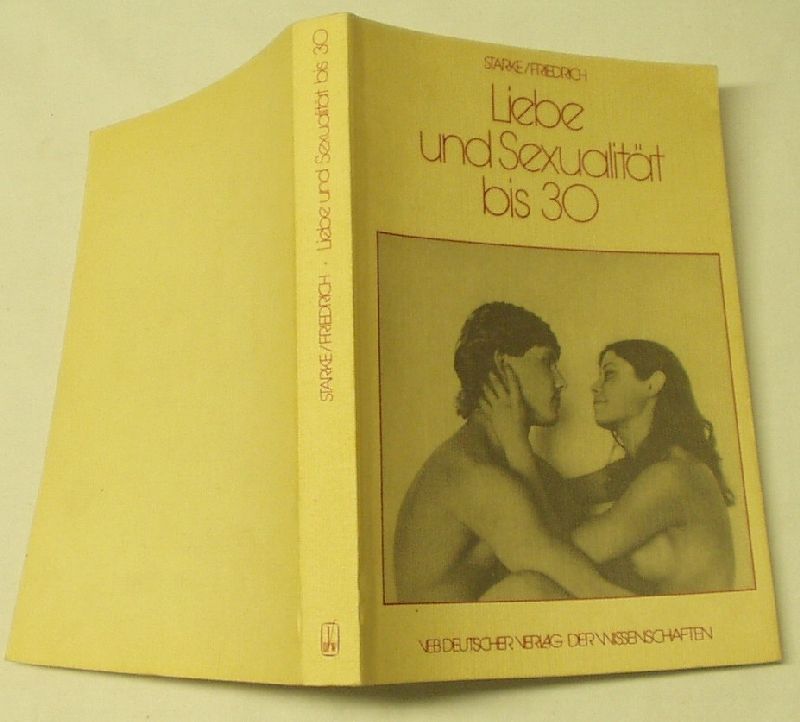 STARKE/FRIEDRICH
Liebe
und Sexualität
bis 30
VEB DEUTSCHER VERLAG DER WISSENSCHAFTEN
STARKE/FRIEDRICH · Liebe und Sexualität bis 30